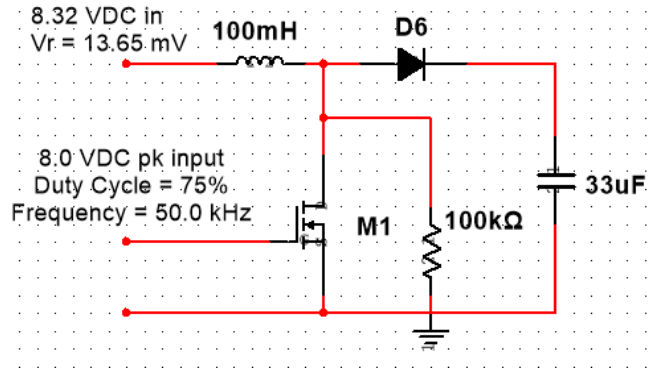 8.32 VDC in
Vr = 13.65 mV
100mH
D6
8.0 VDC pk input
Duty Cycle = 75%
Frequency = 50.0 kHz
M1
100kΩ
33uF